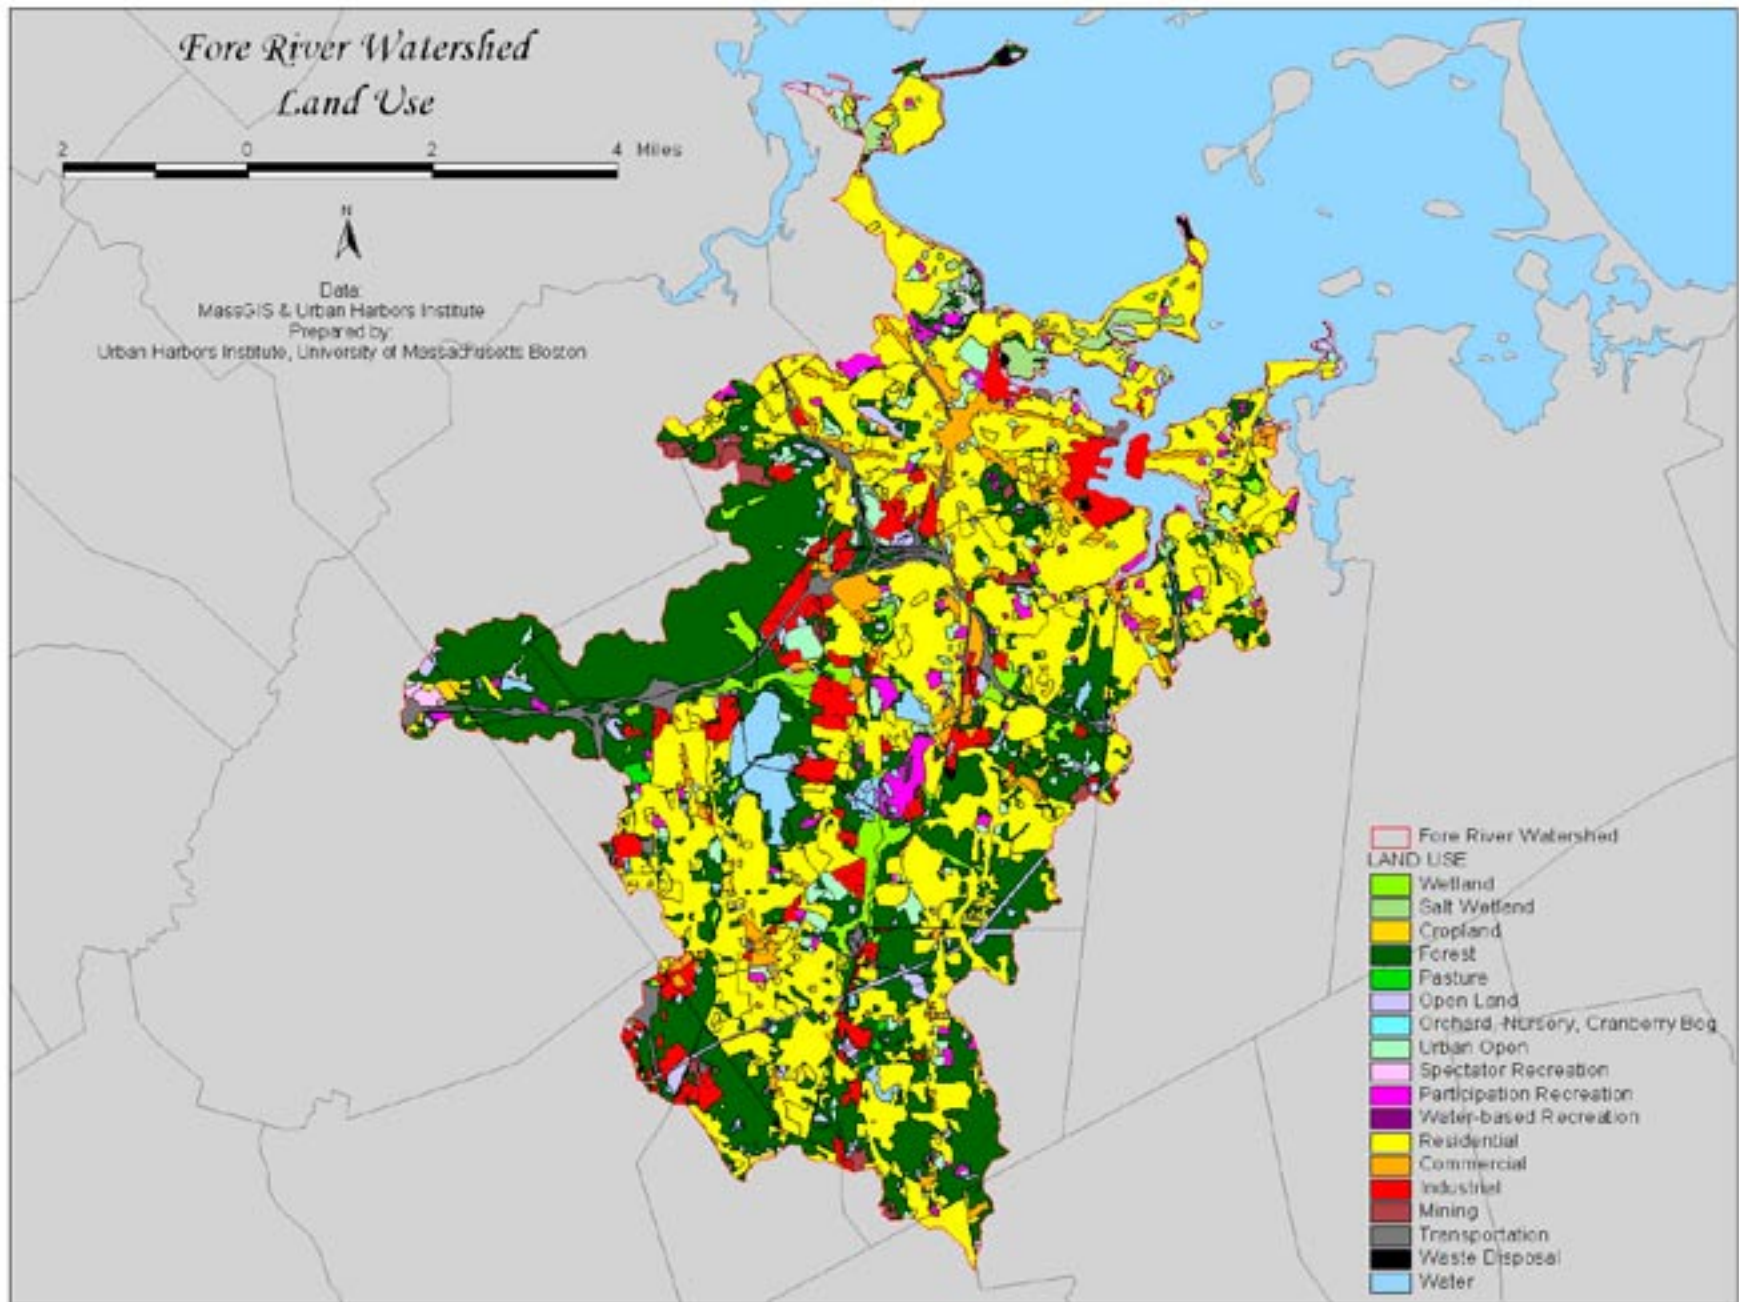 Fore River Watershed
Land Use
2 0 2 4 Miles
N
Data:
MassGIS & Urban Harbors Institute
Prepared by:
Urban Harbors Institute, University of Massachusetts Boston
Fore River Watershed
LAND USE
Wetland
Salt Wetland
Cropland
Forest
Pasture
Open Land
Orchard, Nursery, Cranberry Bog
Urban Open
Spectator Recreation
Participation Recreation
Water-based Recreation
Residential
Commercial
Industrial
Mining
Transportation
Waste Disposal
Water